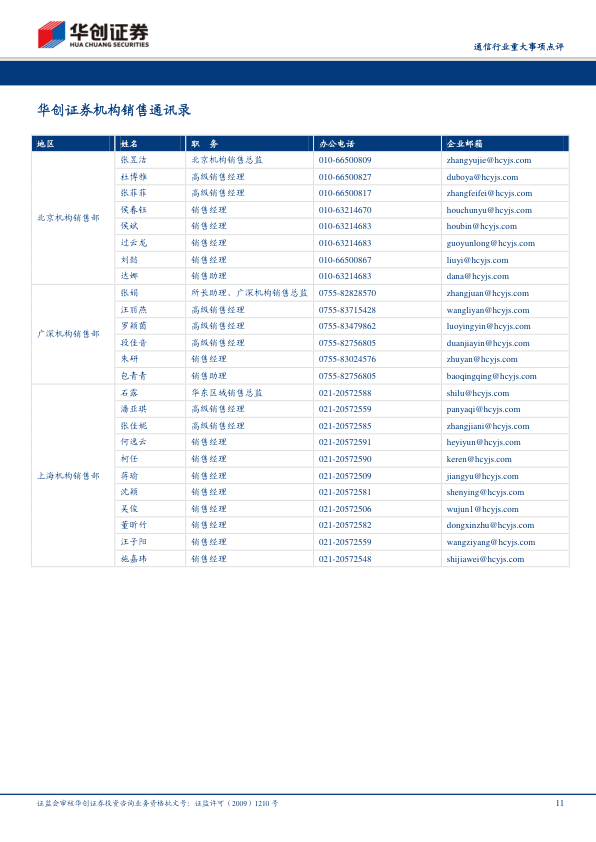 华创证券
HUA CHUANG SECURITIES
通信行业重大事项点评
华创证券机构销售通讯录
地区 姓名 职 务 办公电话 企业邮箱
北京机构销售部
张昱洁 北京机构销售总监 010-66500809 zhangyujie@hcyjs.com
杜博雅 高级销售经理 010-66500827 duboya@hcyjs.com
张菲菲 高级销售经理 010-66500817 zhangfeifei@hcyjs.com
侯春钰 销售经理 010-63214670 houchunyu@hcyjs.com
侯斌 销售经理 010-63214683 houbin@hcyjs.com
过云龙 销售经理 010-63214683 guoyunlong@hcyjs.com
刘懿 销售经理 010-66500867 liuyi@hcyjs.com
达娜 销售助理 010-63214683 dana@hcyjs.com
广深机构销售部
张娟 所长助理、广深机构销售总监 0755-82828570 zhangjuan@hcyjs.com
汪丽燕 高级销售经理 0755-83715428 wangliyan@hcyjs.com
罗颖茵 高级销售经理 0755-83479862 luoyingyin@hcyjs.com
段佳音 高级销售经理 0755-82756805 duanjiayin@hcyjs.com
朱研 销售经理 0755-83024576 zhuyan@hcyjs.com
包青青 销售助理 0755-82756805 baoqingqing@hcyjs.com
上海机构销售部
石露 华东区域销售总监 021-20572588 shilu@hcyjs.com
潘亚琪 高级销售经理 021-20572559 panyaqi@hcyjs.com
张佳妮 高级销售经理 021-20572585 zhangjiani@hcyjs.com
何逸云 销售经理 021-20572591 heyiyun@hcyjs.com
柯任 销售经理 021-20572590 keren@hcyjs.com
蒋瑜 销售经理 021-20572509 jiangyu@hcyjs.com
沈颖 销售经理 021-20572581 shenying@hcyjs.com
吴俊 销售经理 021-20572506 wujun1@hcyjs.com
董昕竹 销售经理 021-20572582 dongxinzhu@hcyjs.com
汪子阳 销售经理 021-20572559 wangziyang@hcyjs.com
施嘉玮 销售经理 021-20572548 shijiawei@hcyjs.com
证监会审核华创证券投资咨询业务资格批文号：证监许可（2009）1210 号 11